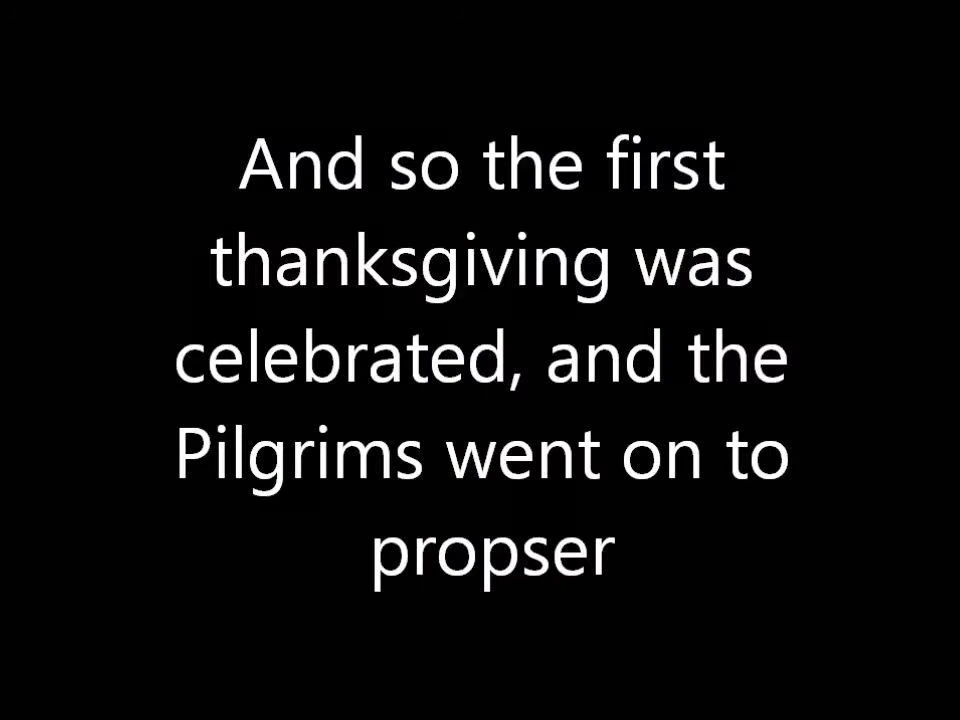 And so the first
thanksgiving was
celebrated, and the
Pilgrims went on to
propser